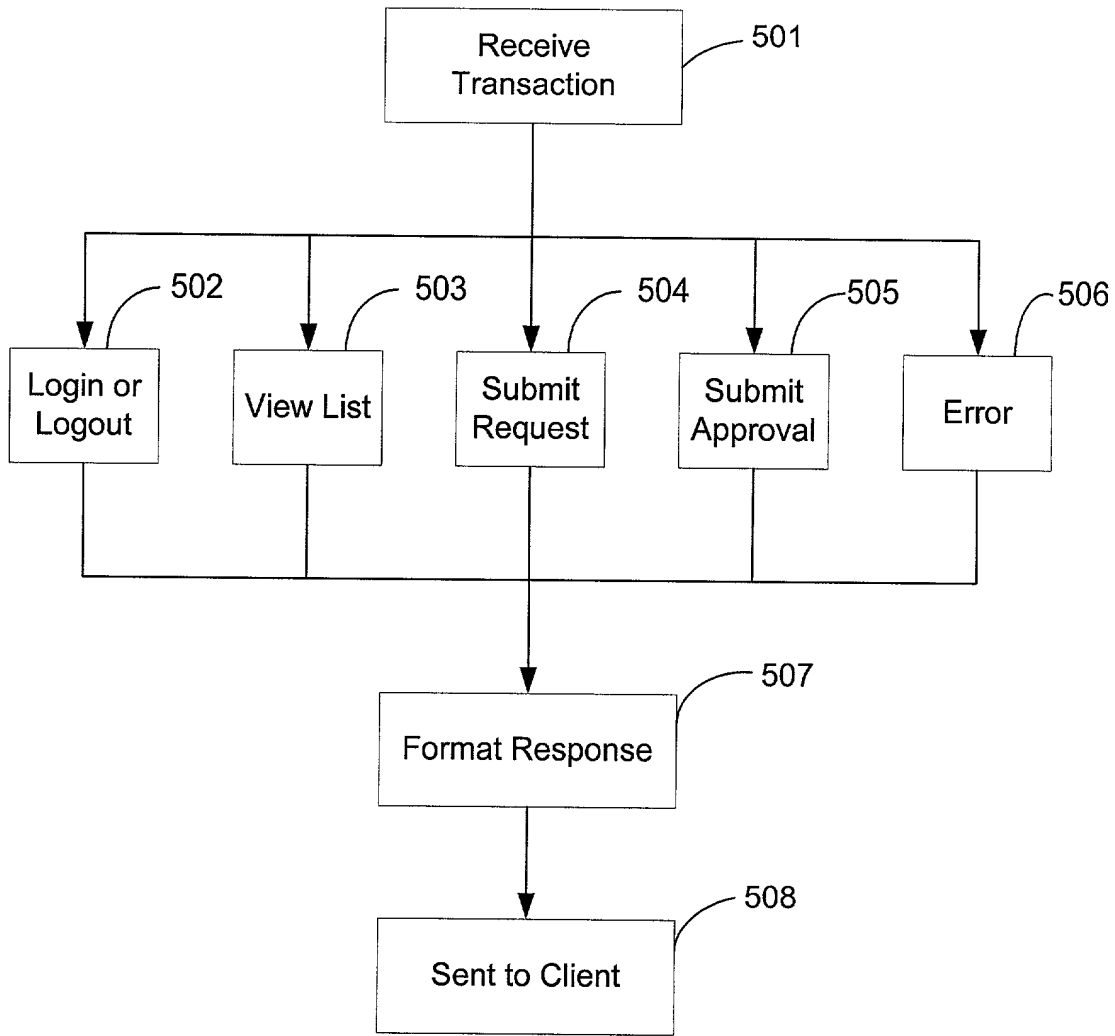 Receive
Transaction
501
502
503
504
505
506
Login or
Logout
View List
Submit
Request
Submit
Approval
Error
507
Format Response
508
Sent to Client